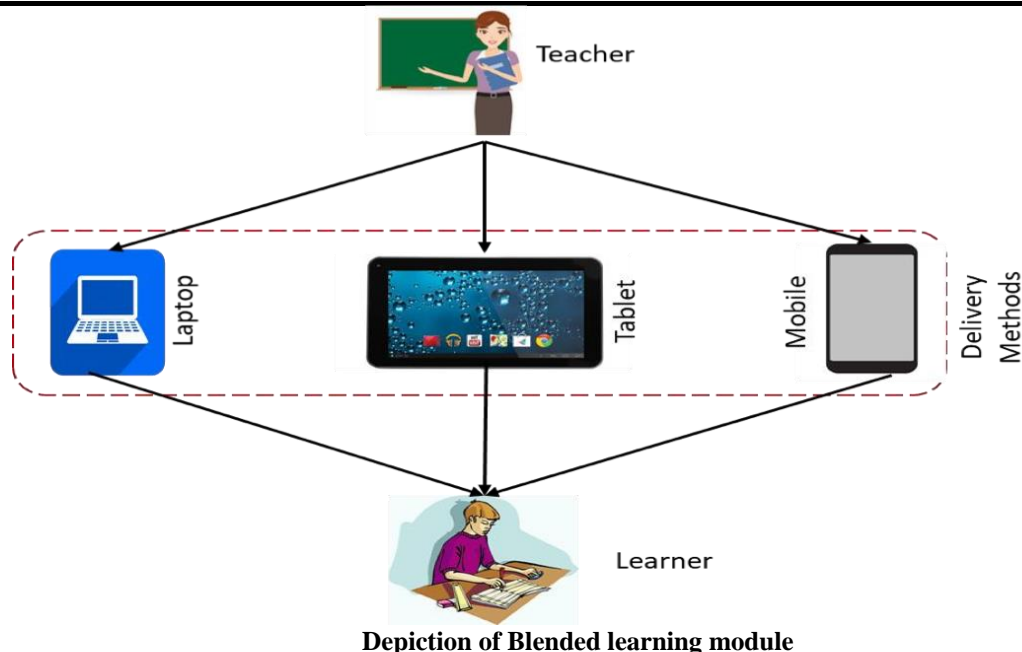 Teacher
Laptop
Tablet
Mobile
Delivery
Methods
Learner
Depiction of Blended learning module